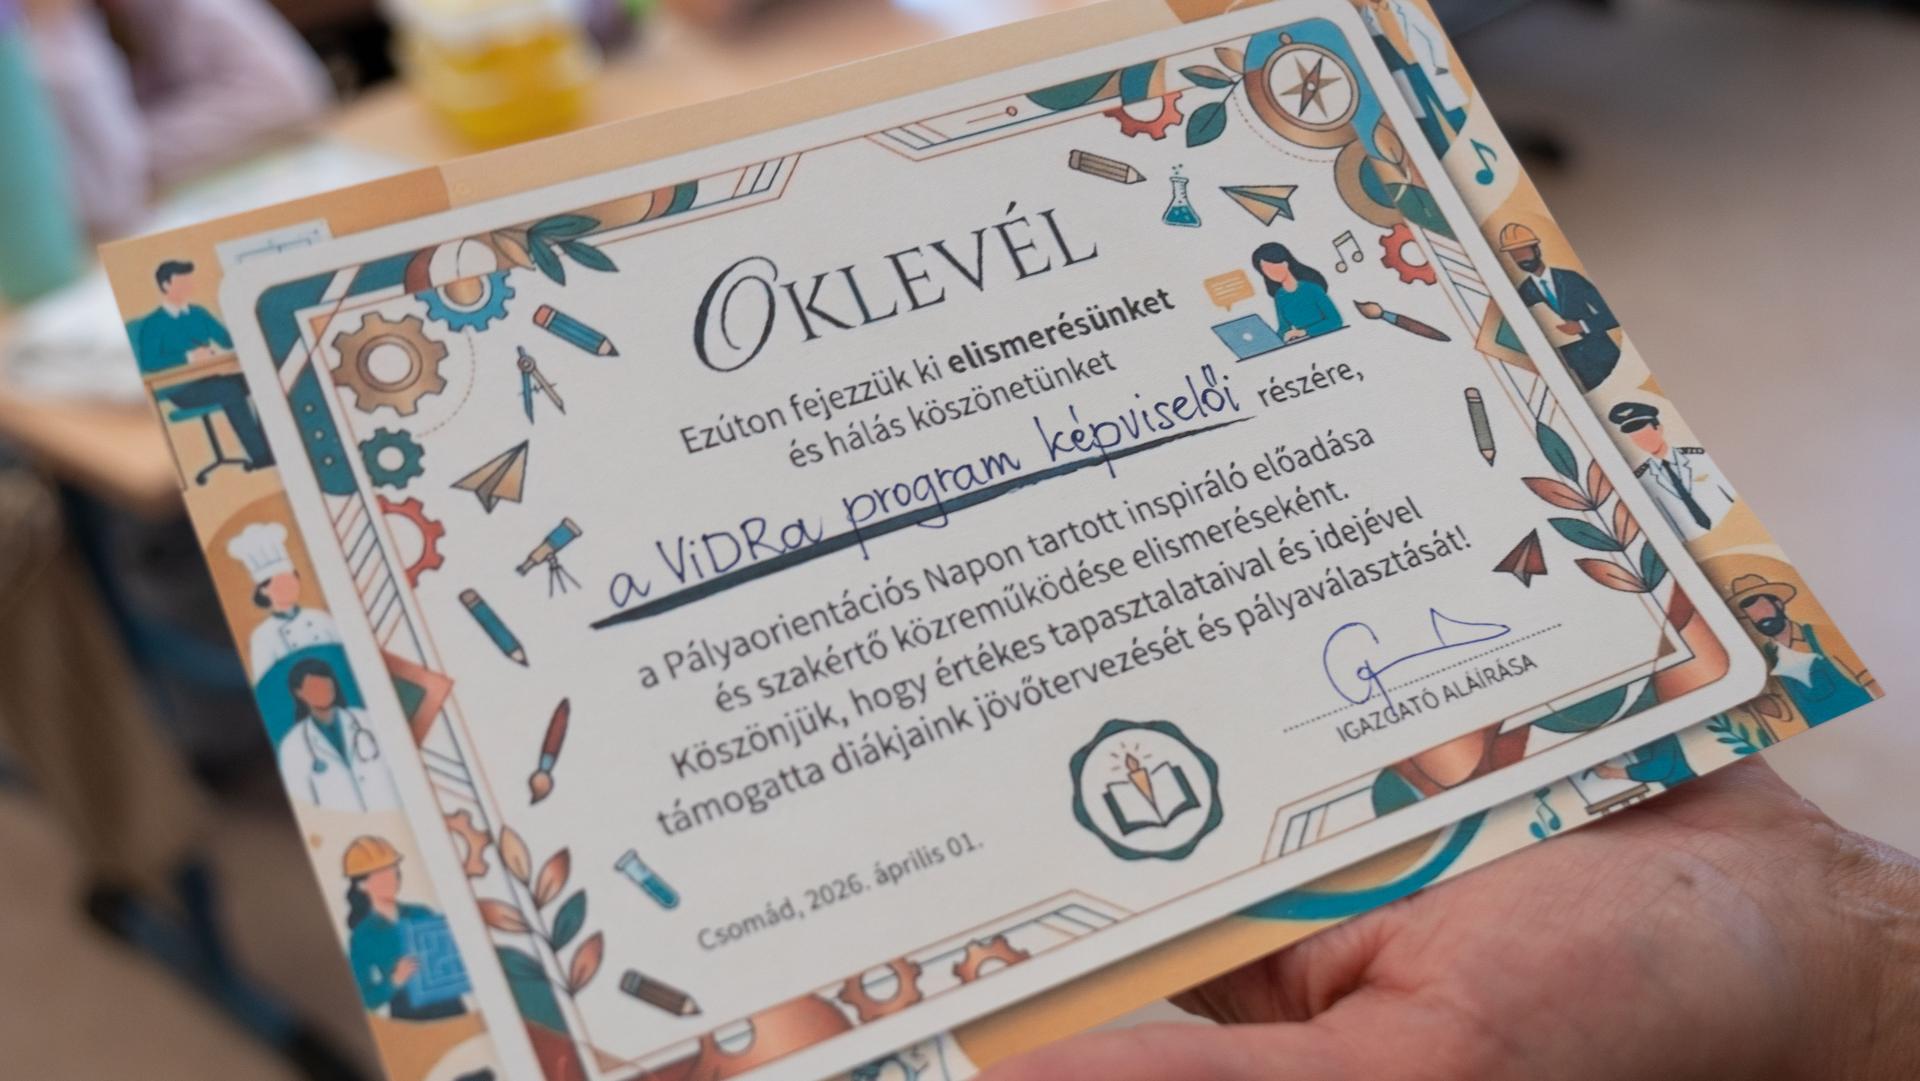 OKLEVÉL
Ezúton fejezzük ki elismerésünket
és hálás köszönetünket
a ViDRa program képviselői részére,
a Pályaorientációs Napon tartott inspiráló előadása
és szakértő közreműködése elismeréseként.
Köszönjük, hogy értékes tapasztalataival és idejével
támogatta diákjaink jövőtervezését és pályaválasztását!
IGAZGATÓ ALÁÍRÁSA
Csomád, 2026. április 01.